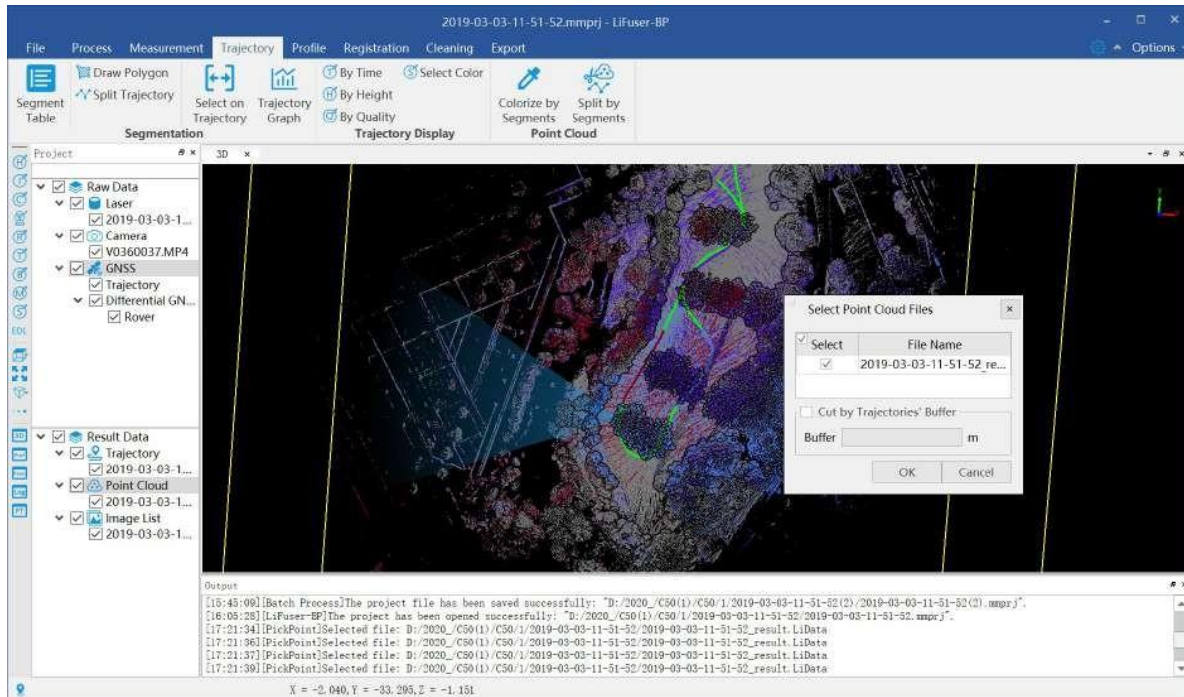 2019-03-03-11-51-52.mmprj - LiFuser-BP
File Process Measurement Trajectory Profile Registration Cleaning Export Options
Segment Table
Draw Polygon
Split Trajectory
Select on Trajectory
Trajectory Graph
By Time
By Height
By Quality
Select Color
Colorize by Segments
Split by Segments
Segmentation Trajectory Display Point Cloud
Project
3D
EDL
Raw Data
Laser
2019-03-03-1...
Camera
V0360037.MP4
GNSS
Trajectory
Differential GN...
Rover
Result Data
Trajectory
2019-03-03-1...
Point Cloud
2019-03-03-1...
Image List
2019-03-03-1...
Select Point Cloud Files
Select File Name
2019-03-03-11-51-52_re...
Cut by Trajectories' Buffer
Buffer m
OK Cancel
Output
[15:45:09][Batch Process]The project file has been saved successfully: "D:/2020_/C50(1)/C50/1/2019-03-03-11-51-52(2)/2019-03-03-11-51-52(2).mmprj".
[16:05:28][LiFuser-BP]The project has been opened successfully: "D:/2020_/C50(1)/C50/1/2019-03-03-11-51-52/2019-03-03-11-51-52.mmprj".
[17:21:34][PickPoint]Selected file: D:/2020_/C50(1)/C50/1/2019-03-03-11-51-52/2019-03-03-11-51-52_result.LiData
[17:21:36][PickPoint]Selected file: D:/2020_/C50(1)/C50/1/2019-03-03-11-51-52/2019-03-03-11-51-52_result.LiData
[17:21:37][PickPoint]Selected file: D:/2020_/C50(1)/C50/1/2019-03-03-11-51-52/2019-03-03-11-51-52_result.LiData
[17:21:39][PickPoint]Selected file: D:/2020_/C50(1)/C50/1/2019-03-03-11-51-52/2019-03-03-11-51-52_result.LiData
X = -2.040,Y = -33.295,Z = -1.151